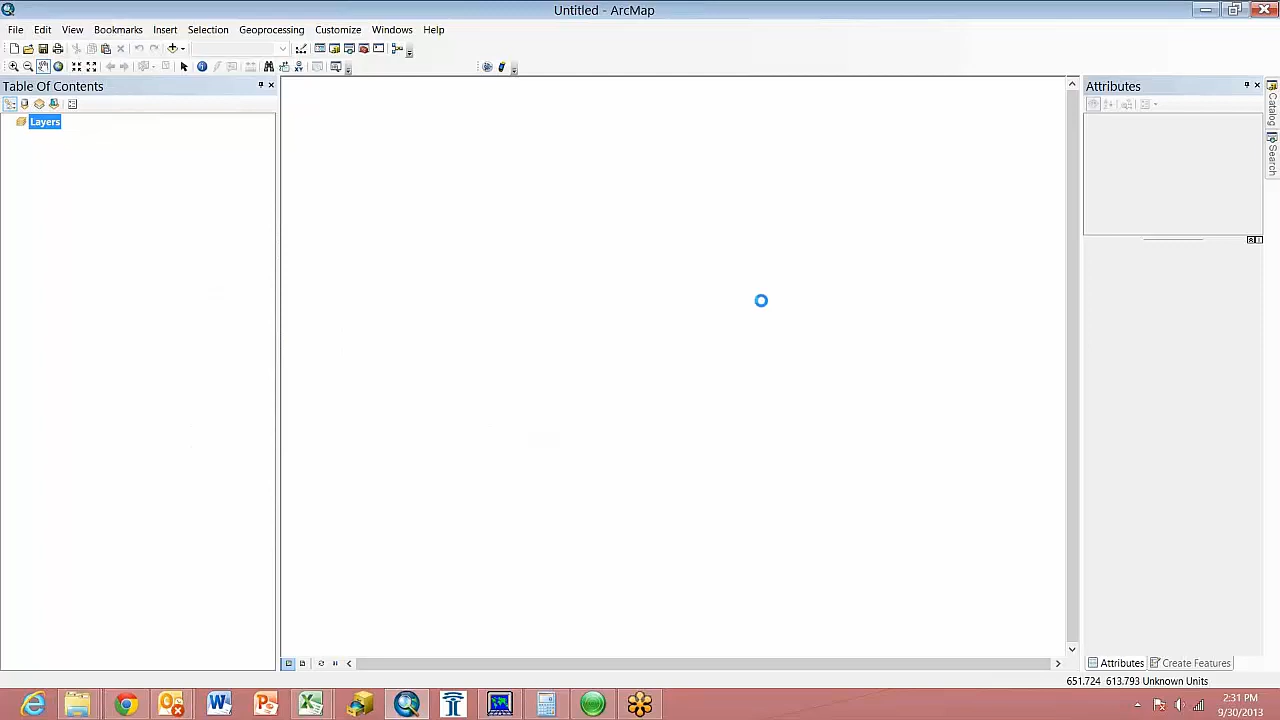 Untitled - ArcMap
File Edit View Bookmarks Insert Selection Geoprocessing Customize Windows Help
Table Of Contents
Attributes
Layers
Catalog
Search
Attributes Create Features
651.724 613.793 Unknown Units
2:31 PM
9/30/2013